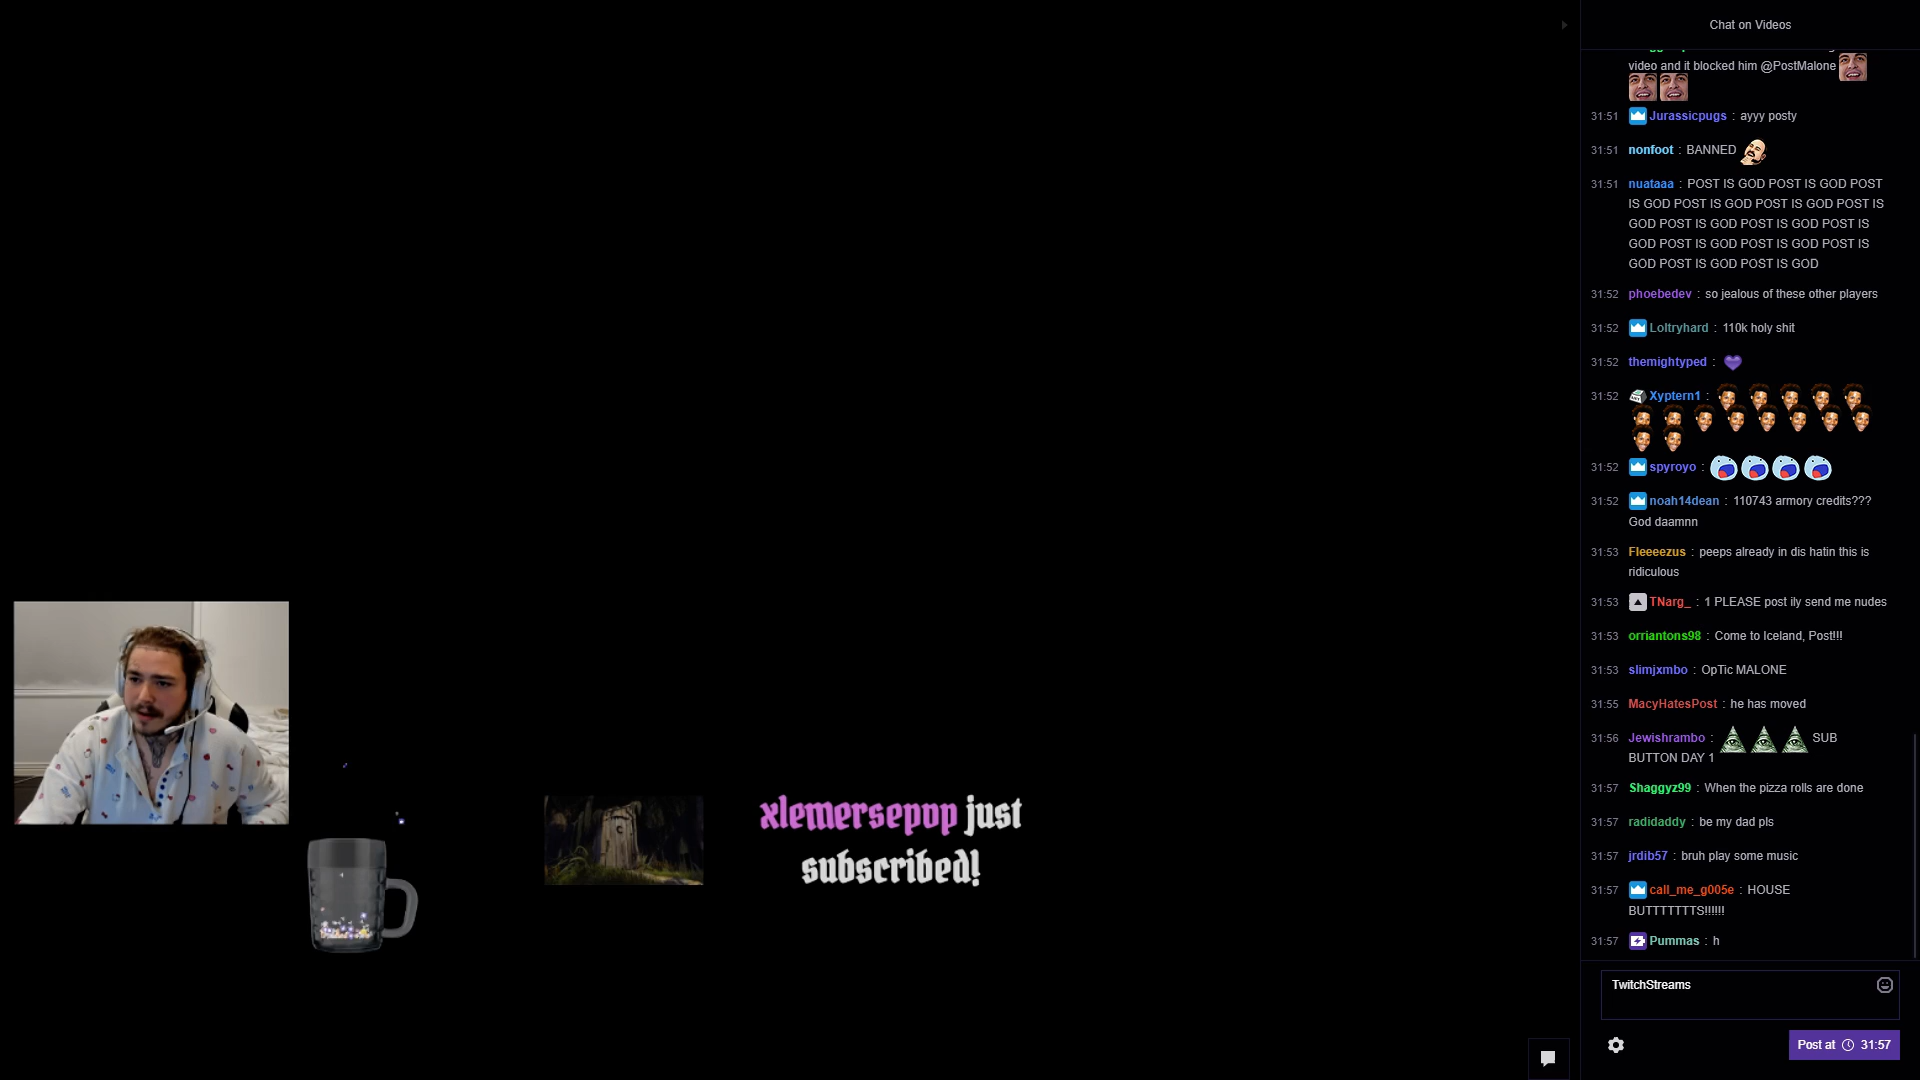 Chat on Videos
video and it blocked him @PostMalone
31:51 Jurassicpugs : ayyy posty
31:51 nonfoot : BANNED
31:51 nuataaa : POST IS GOD POST IS GOD POST
IS GOD POST IS GOD POST IS GOD POST IS
GOD POST IS GOD POST IS GOD POST IS
GOD POST IS GOD POST IS GOD POST IS
GOD POST IS GOD POST IS GOD
31:52 phoebedev : so jealous of these other players
31:52 Loltryhard : 110k holy shit
31:52 themightyped :
31:52 Xyptern1 :
31:52 spyroyo :
31:52 noah14dean : 110743 armory credits???
God daamnn
31:53 Fleeeezus : peeps already in dis hatin this is
ridiculous
31:53 TNarg_ : 1 PLEASE post ily send me nudes
31:53 orriantons98 : Come to Iceland, Post!!!
31:53 slimjxmbo : OpTic MALONE
31:55 MacyHatesPost : he has moved
31:56 Jewishrambo : SUB
BUTTON DAY 1
31:57 Shaggyz99 : When the pizza rolls are done
31:57 radidaddy : be my dad pls
31:57 jrdib57 : bruh play some music
31:57 call_me_g005e : HOUSE
BUTTTTTTTS!!!!!!
31:57 Pummas : h
xlemersepop just
subscribed!
TwitchStreams
Post at 31:57